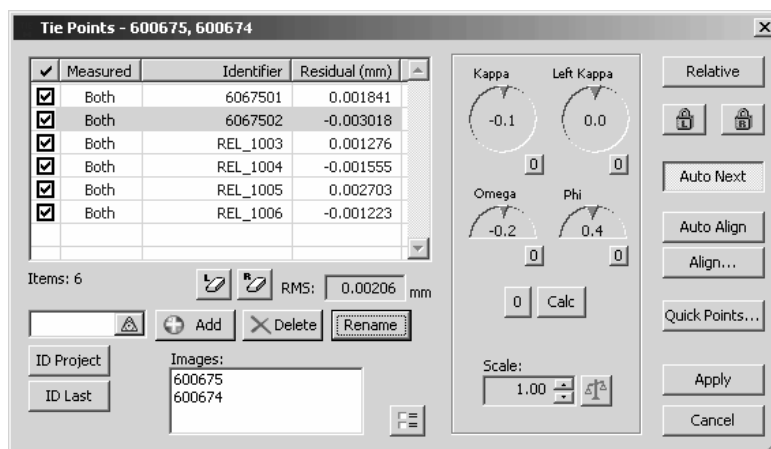 Tie Points - 600675, 600674
Measured Identifier Residual (mm)
Both 6067501 0.001841
Both 6067502 -0.003018
Both REL_1003 0.001276
Both REL_1004 -0.001555
Both REL_1005 0.002703
Both REL_1006 -0.001223
Items: 6
L R RMS: 0.00206 mm
Add Delete Rename
ID Project
ID Last
Images:
600675
600674
Kappa Left Kappa
-0.1 0.0
0 0
Omega Phi
-0.2 0.4
0 0
0 Calc
Scale:
1.00
Relative
L R
Auto Next
Auto Align
Align...
Quick Points...
Apply
Cancel